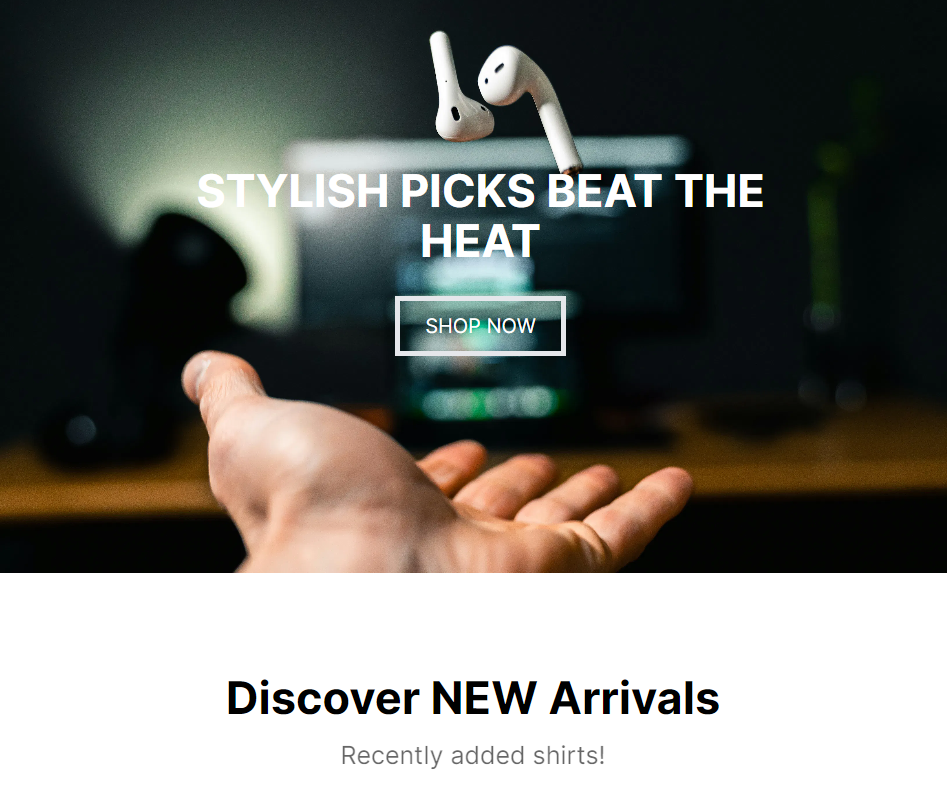 STYLISH PICKS BEAT THE
HEAT
SHOP NOW
Discover NEW Arrivals
Recently added shirts!